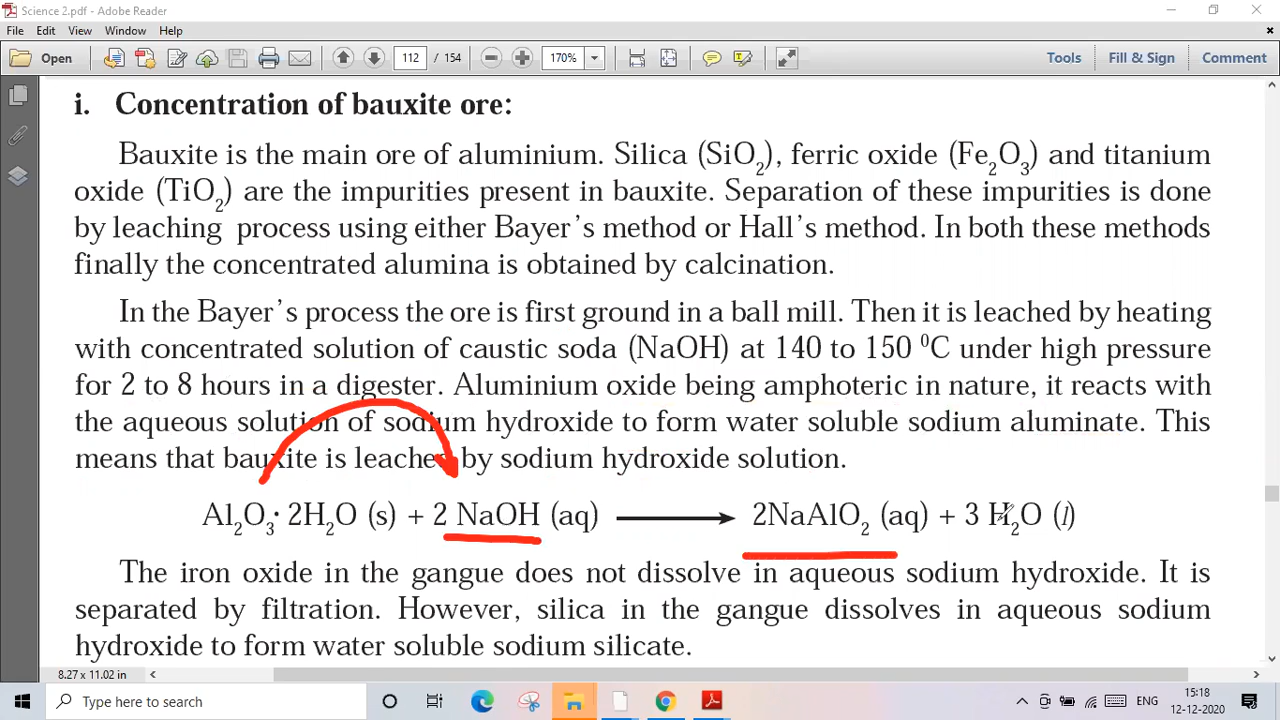 Science 2.pdf - Adobe Reader
File Edit View Window Help
Open 112 / 154 170% Tools Fill & Sign Comment
i. Concentration of bauxite ore:
Bauxite is the main ore of aluminium. Silica (SiO₂), ferric oxide (Fe₂O₃) and titanium
oxide (TiO₂) are the impurities present in bauxite. Separation of these impurities is done
by leaching process using either Bayer's method or Hall's method. In both these methods
finally the concentrated alumina is obtained by calcination.
In the Bayer's process the ore is first ground in a ball mill. Then it is leached by heating
with concentrated solution of caustic soda (NaOH) at 140 to 150 ⁰C under high pressure
for 2 to 8 hours in a digester. Aluminium oxide being amphoteric in nature, it reacts with
the aqueous solution of sodium hydroxide to form water soluble sodium aluminate. This
means that bauxite is leached by sodium hydroxide solution.
Al₂O₃· 2H₂O (s) + 2 NaOH (aq) ⟶ 2NaAlO₂ (aq) + 3 H₂O (l)
The iron oxide in the gangue does not dissolve in aqueous sodium hydroxide. It is
separated by filtration. However, silica in the gangue dissolves in aqueous sodium
hydroxide to form water soluble sodium silicate.
8.27 x 11.02 in
Type here to search ENG 15:18
12-12-2020